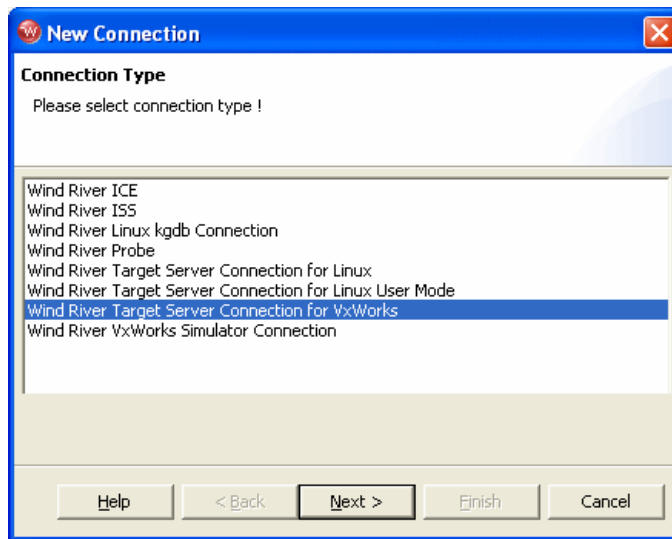 New Connection
Connection Type
Please select connection type !
Wind River ICE
Wind River ISS
Wind River Linux kgdb Connection
Wind River Probe
Wind River Target Server Connection for Linux
Wind River Target Server Connection for Linux User Mode
Wind River Target Server Connection for VxWorks
Wind River VxWorks Simulator Connection
Help < Back Next > Finish Cancel